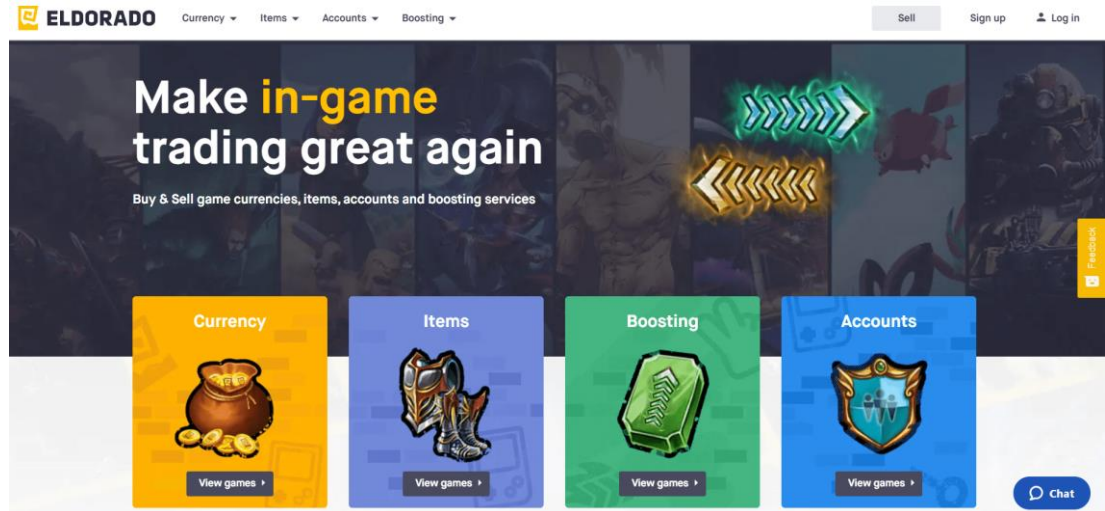 ELDORADO
Currency
Items
Accounts
Boosting
Sell
Sign up
Log in
Make in-game
trading great again
Buy & Sell game currencies, items, accounts and boosting services
Feedback
Currency
Items
Boosting
Accounts
View games
View games
View games
View games
Chat